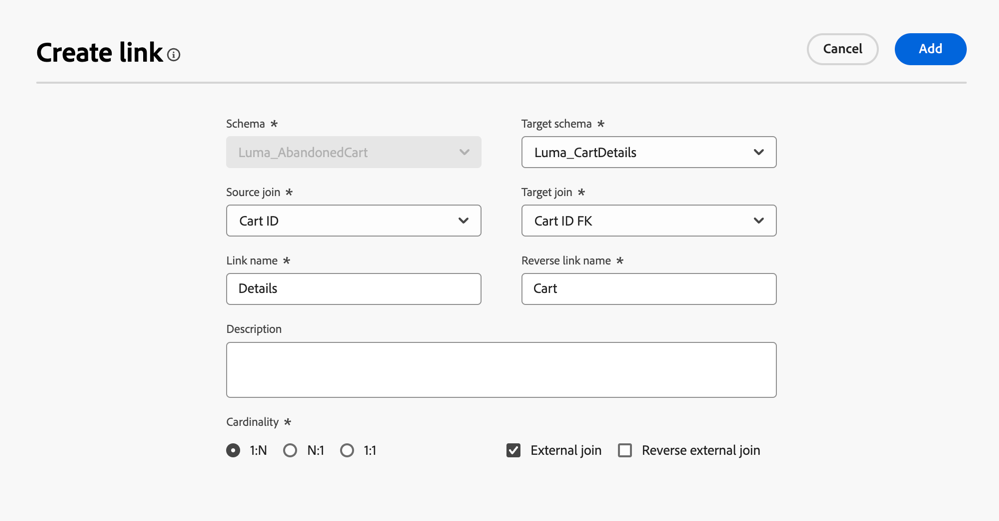 Create link
Cancel
Add
Schema *
Target schema *
Luma_AbandonedCart
Luma_CartDetails
Source join *
Target join *
Cart ID
Cart ID FK
Link name *
Reverse link name *
Details
Cart
Description
Cardinality *
1:N N:1 1:1 External join Reverse external join